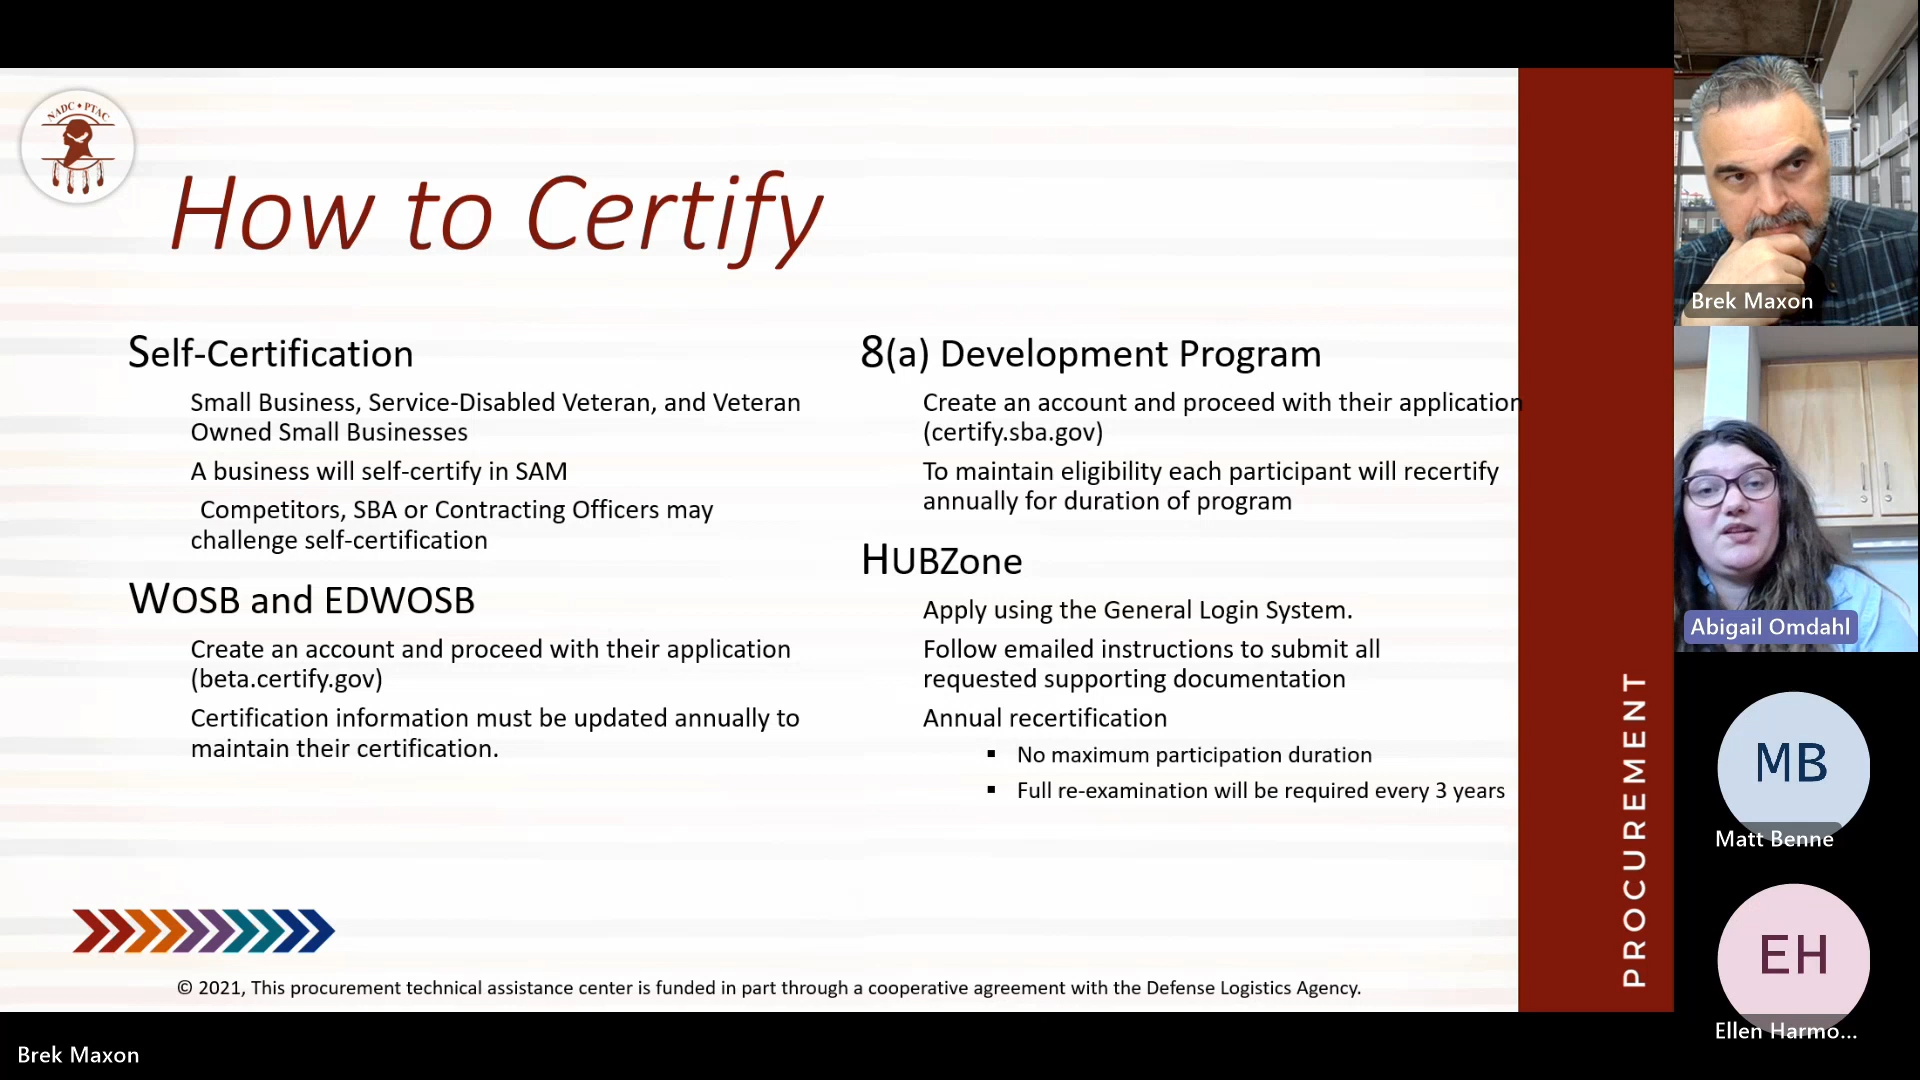 NADC ♦ PTAC
How to Certify
Self-Certification
Small Business, Service-Disabled Veteran, and Veteran
Owned Small Businesses
A business will self-certify in SAM
Competitors, SBA or Contracting Officers may
challenge self-certification
WOSB and EDWOSB
Create an account and proceed with their application
(beta.certify.gov)
Certification information must be updated annually to
maintain their certification.
8(a) Development Program
Create an account and proceed with their application
(certify.sba.gov)
To maintain eligibility each participant will recertify
annually for duration of program
HUBZone
Apply using the General Login System.
Follow emailed instructions to submit all
requested supporting documentation
Annual recertification
▪ No maximum participation duration
▪ Full re-examination will be required every 3 years
© 2021, This procurement technical assistance center is funded in part through a cooperative agreement with the Defense Logistics Agency.
PROCUREMENT
Brek Maxon
Abigail Omdahl
MB
Matt Benne
EH
Ellen Harmo...
Brek Maxon